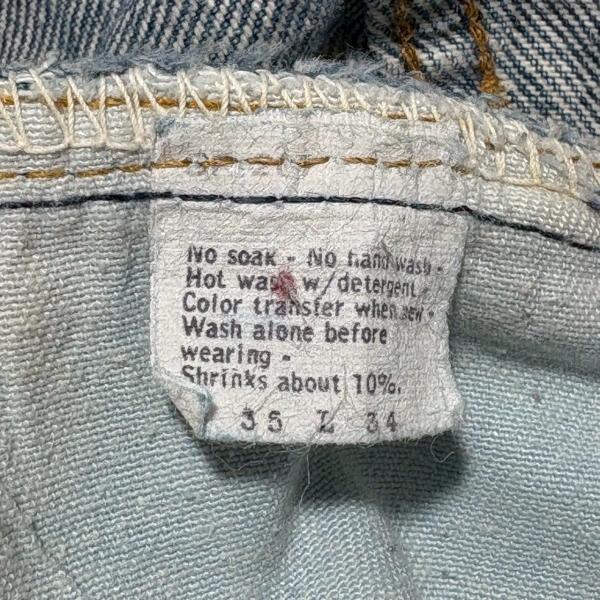 No soak - No hand wash -
Hot wash w/detergent -
Color transfer when new -
Wash alone before
wearing -
Shrinks about 10%.
36 L 34